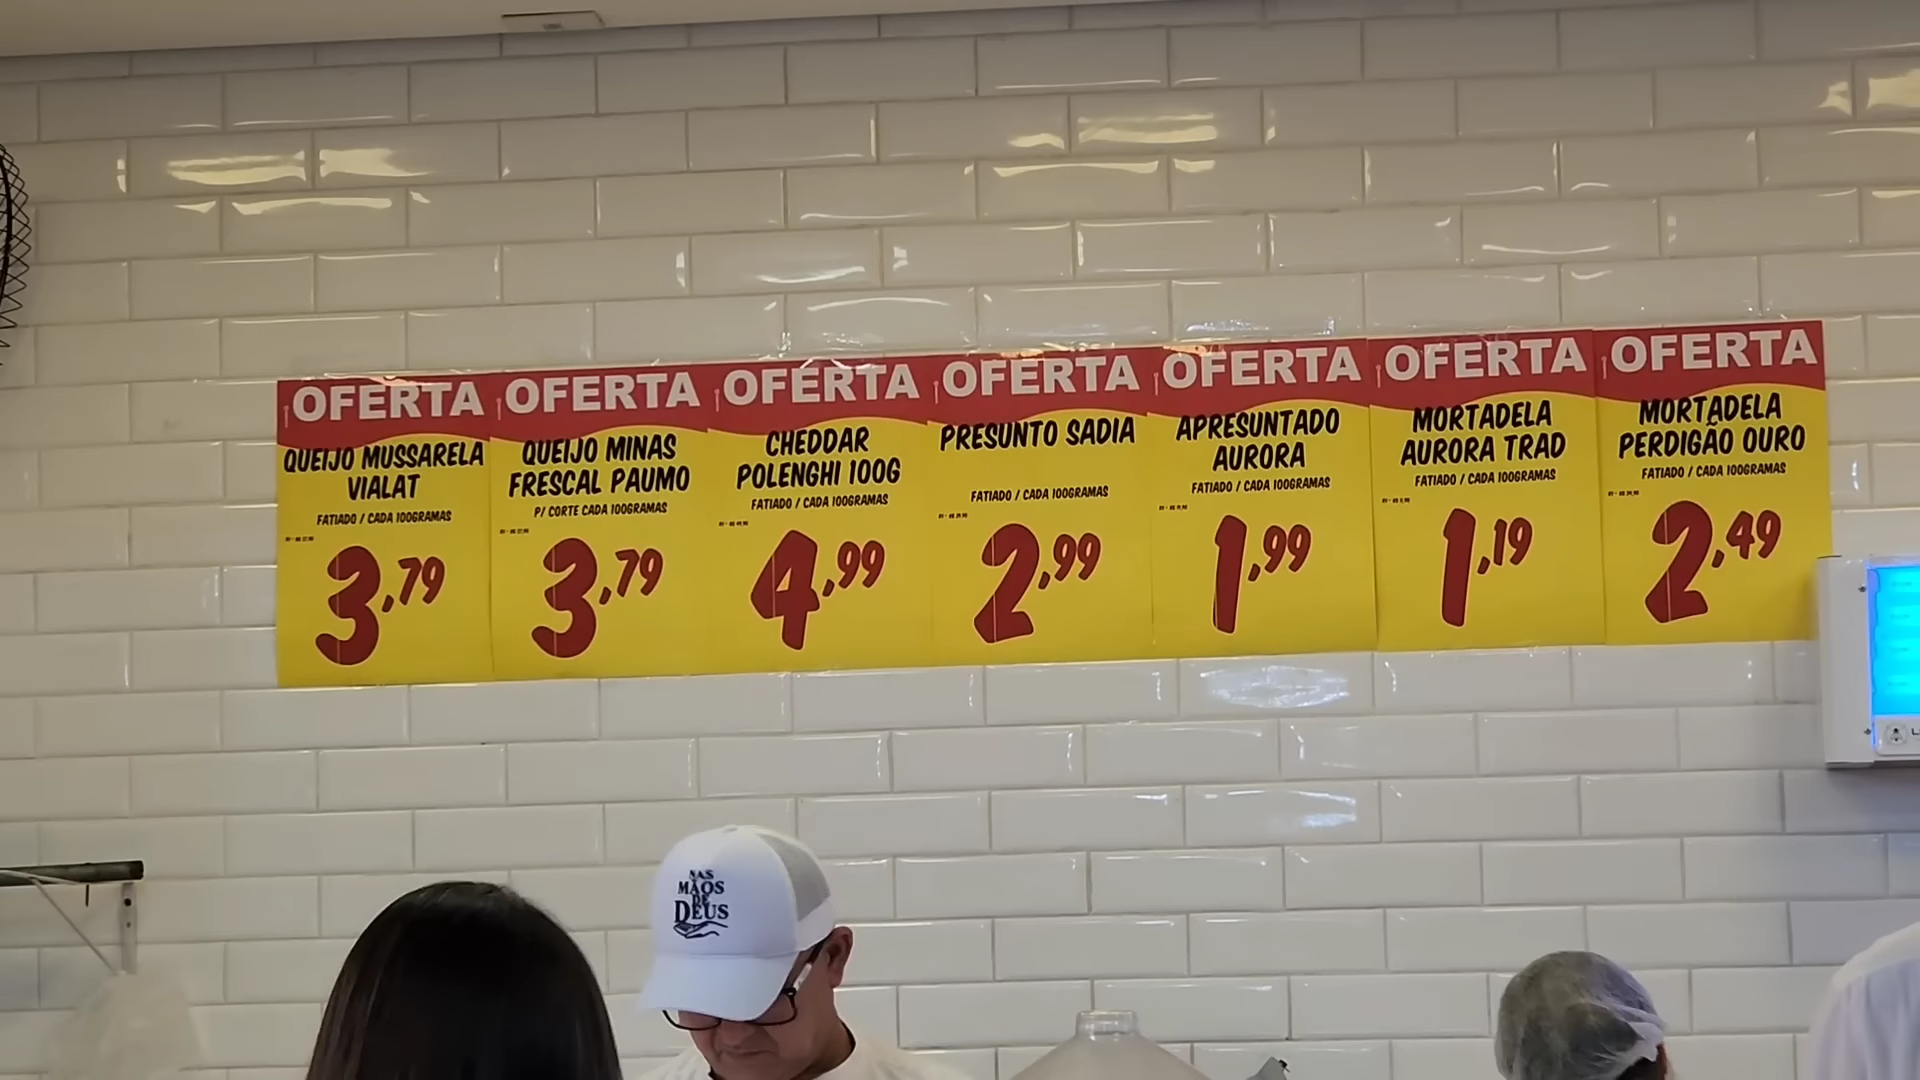 OFERTA
QUEIJO MUSSARELA
VIALAT
FATIADO / CADA 100GRAMAS
3,79
OFERTA
QUEIJO MINAS
FRESCAL PAUMO
P/ CORTE CADA 100GRAMAS
3,79
OFERTA
CHEDDAR
POLENGHI 100G
FATIADO / CADA 100GRAMAS
4,99
OFERTA
PRESUNTO SADIA
FATIADO / CADA 100GRAMAS
2,99
OFERTA
APRESUNTADO
AURORA
FATIADO / CADA 100GRAMAS
1,99
OFERTA
MORTADELA
AURORA TRAD
FATIADO / CADA 100GRAMAS
1,19
OFERTA
MORTADELA
PERDIGÃO OURO
FATIADO / CADA 100GRAMAS
2,49
NAS
MÃOS
DE
DEUS